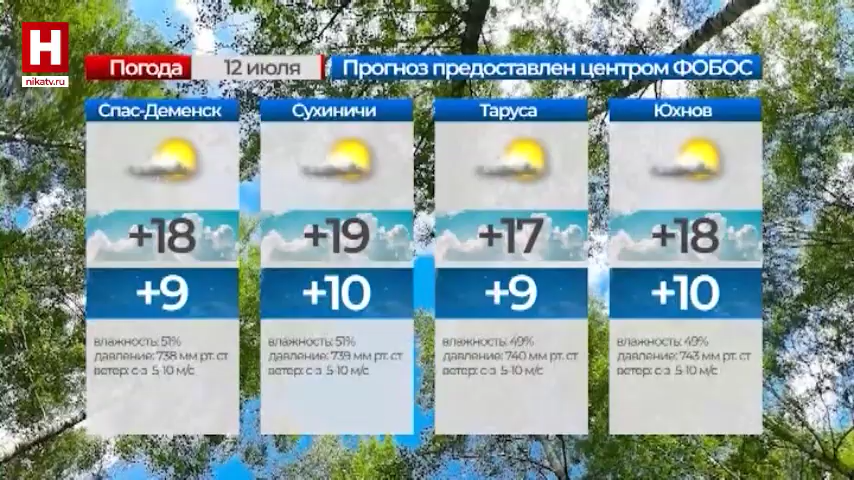 Н
nikatv.ru
Погода
12 июля
Прогноз предоставлен центром ФОБОС
Спас-Деменск
+18
+9
влажность: 51%
давление: 738 мм рт. ст
ветер: с-з 5-10 м/с
Сухиничи
+19
+10
влажность: 51%
давление: 739 мм рт. ст
ветер: с-з 5-10 м/с
Таруса
+17
+9
влажность: 49%
давление: 740 мм рт. ст
ветер: с-з 5-10 м/с
Юхнов
+18
+10
влажность: 49%
давление: 743 мм рт. ст
ветер: с-з 5-10 м/с